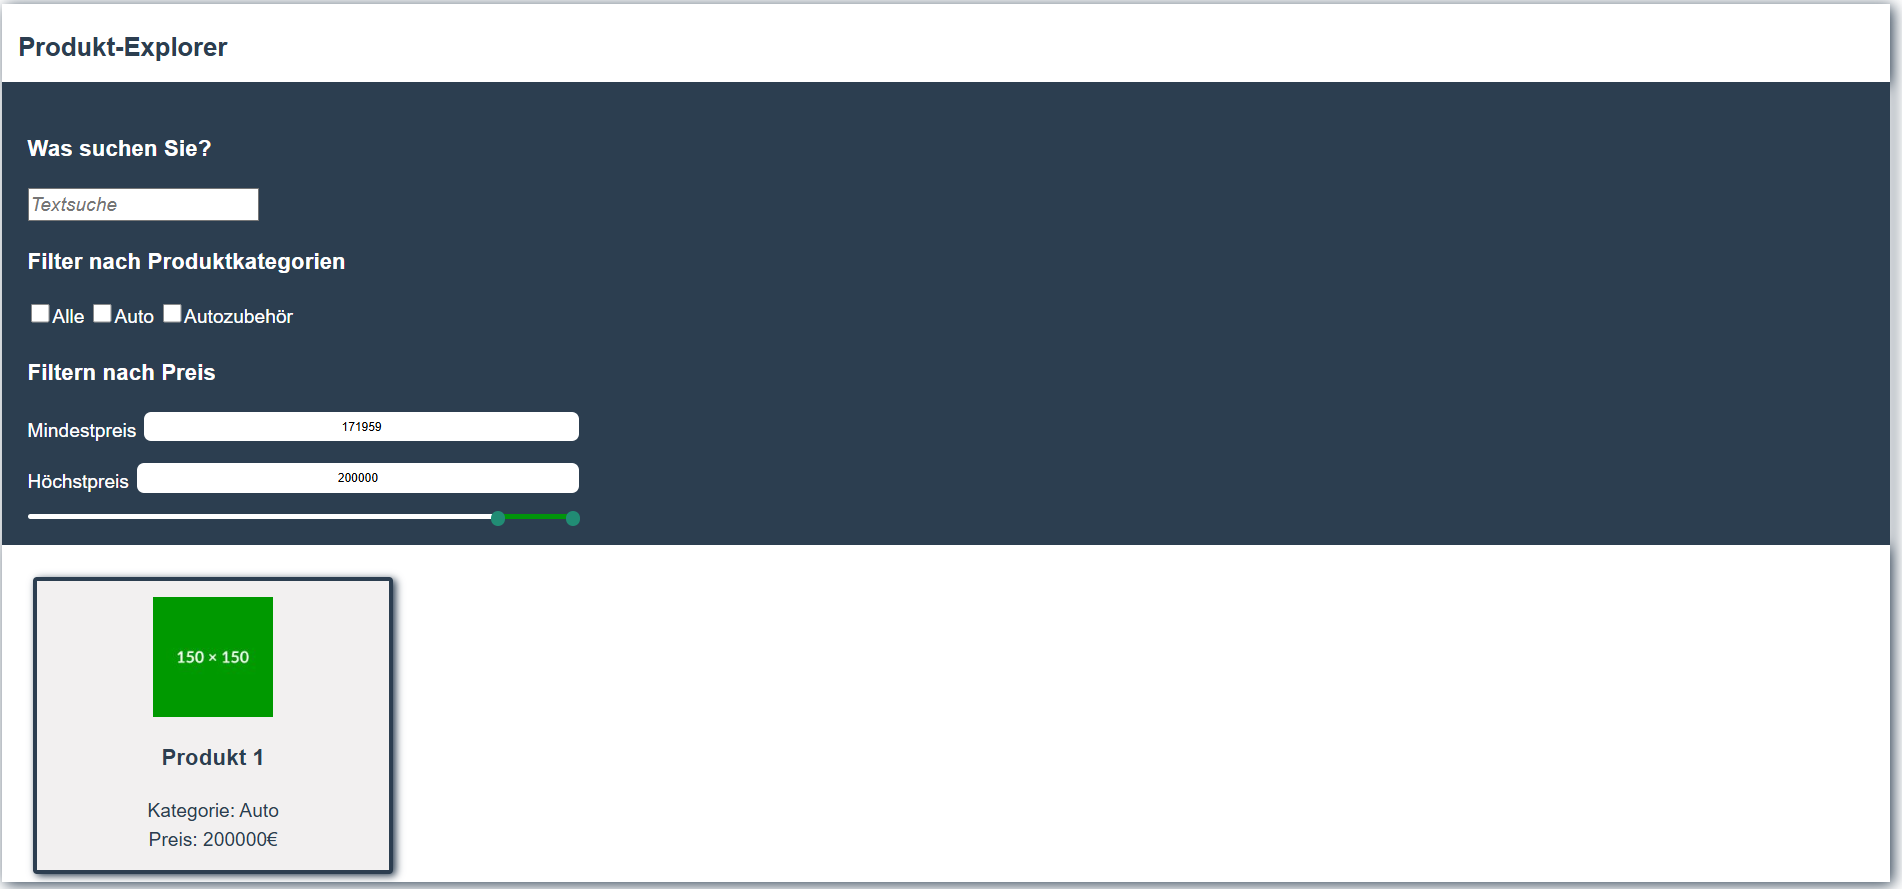 Produkt-Explorer
Was suchen Sie?
Textsuche
Filter nach Produktkategorien
Alle Auto Autozubehör
Filtern nach Preis
Mindestpreis 171959
Höchstpreis 200000
150 × 150
Produkt 1
Kategorie: Auto
Preis: 200000€